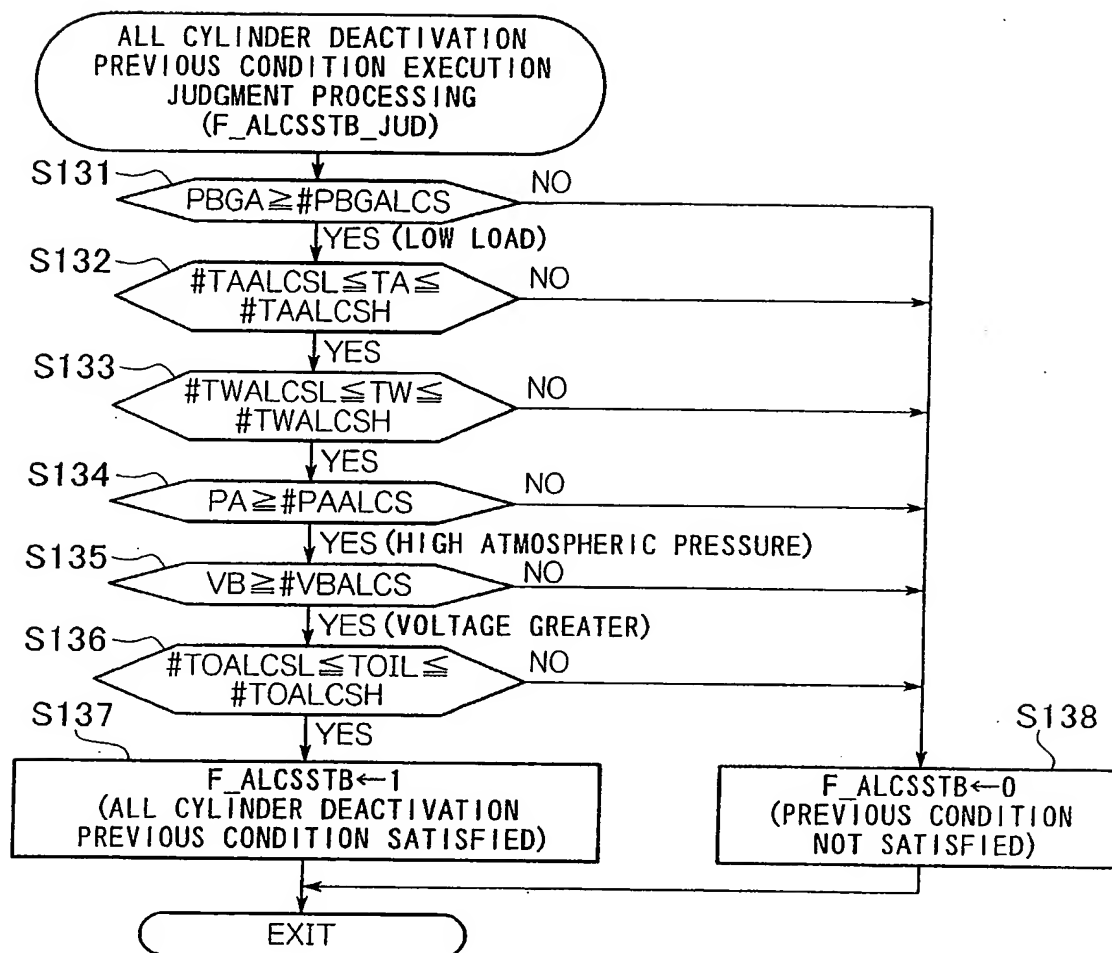 ALL CYLINDER DEACTIVATION
PREVIOUS CONDITION EXECUTION
JUDGMENT PROCESSING
(F_ALCSSTB_JUD)
S131
PBGA≧#PBGALCS
NO
YES (LOW LOAD)
S132
#TAALCSL≦TA≦
#TAALCSH
NO
YES
S133
#TWALCSL≦TW≦
#TWALCSH
NO
YES
S134
PA≧#PAALCS
NO
YES (HIGH ATMOSPHERIC PRESSURE)
S135
VB≧#VBALCS
NO
YES (VOLTAGE GREATER)
S136
#TOALCSL≦TOIL≦
#TOALCSH
NO
YES
S137
F_ALCSSTB←1
(ALL CYLINDER DEACTIVATION
PREVIOUS CONDITION SATISFIED)
S138
F_ALCSSTB←0
(PREVIOUS CONDITION
NOT SATISFIED)
EXIT